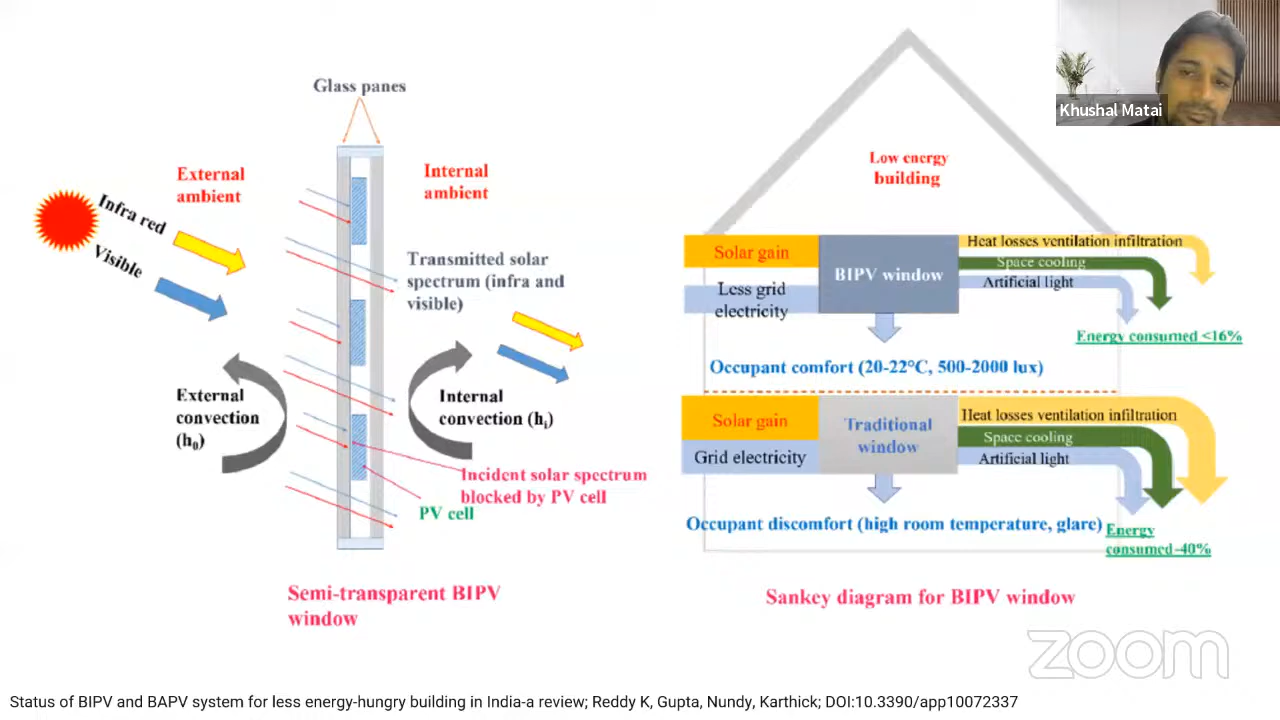 Khushal Matai
Glass panes
External
ambient
Internal
ambient
Infra red
Visible
Transmitted solar
spectrum (infra and
visible)
External
convection
(h₀)
Internal
convection (hᵢ)
Incident solar spectrum
blocked by PV cell
PV cell
Semi-transparent BIPV
window
Low energy
building
Solar gain
BIPV window
Heat losses ventilation infiltration
Space cooling
Artificial light
Less grid
electricity
Energy consumed <16%
Occupant comfort (20-22°C, 500-2000 lux)
Solar gain
Traditional
window
Heat losses ventilation infiltration
Space cooling
Artificial light
Grid electricity
Occupant discomfort (high room temperature, glare)
Energy
consumed -40%
Sankey diagram for BIPV window
zoom
Status of BIPV and BAPV system for less energy-hungry building in India-a review; Reddy K, Gupta, Nundy, Karthick; DOI:10.3390/app10072337